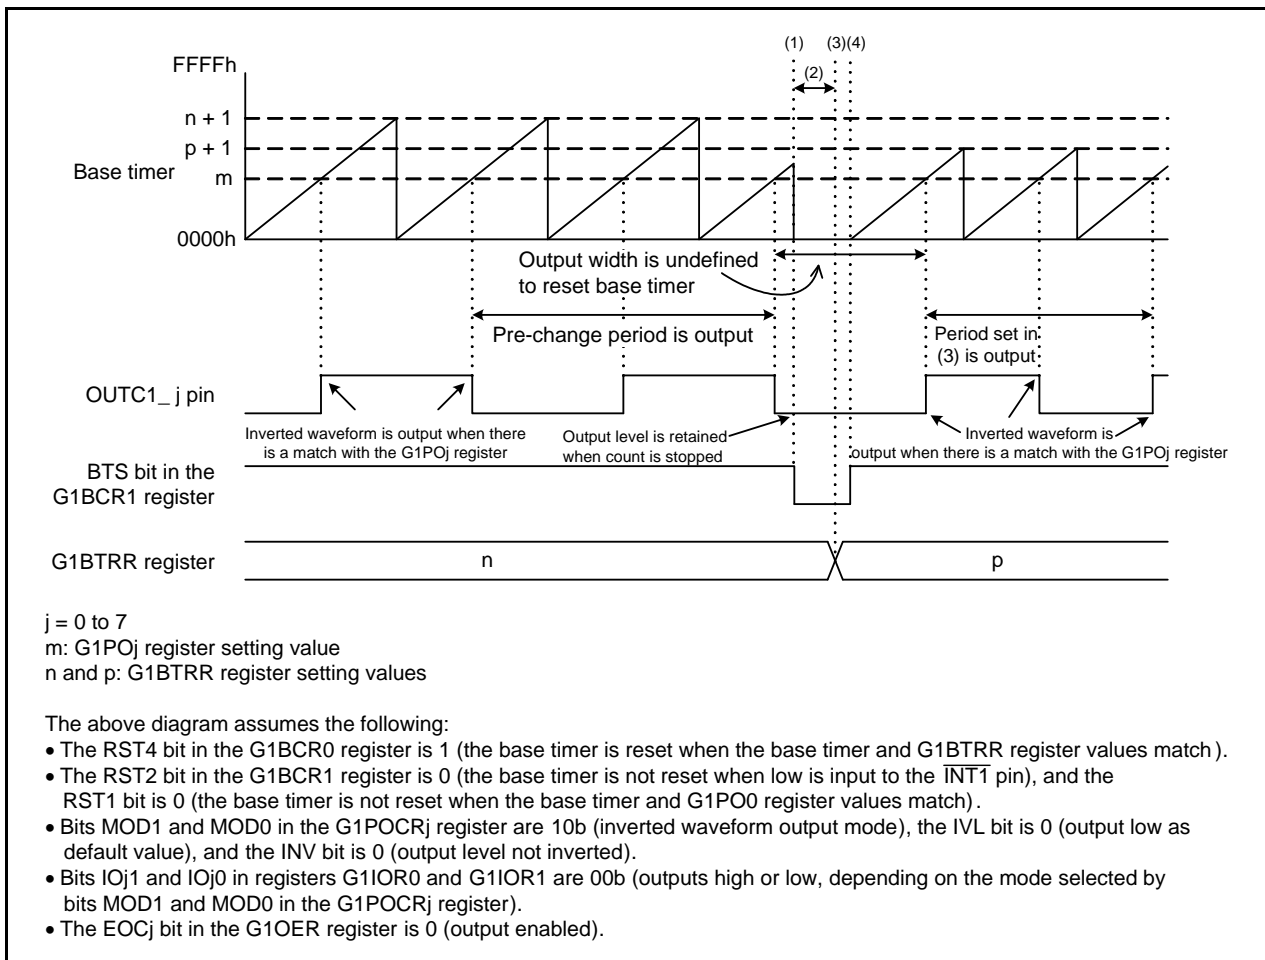 (1)
(3)(4)
(2)
FFFFh
n + 1
p + 1
Base timer
m
0000h
Output width is undefined
to reset base timer
Pre-change period is output
Period set in
(3) is output
OUTC1_ j pin
Inverted waveform is output when there
is a match with the G1POj register
Output level is retained
when count is stopped
Inverted waveform is
output when there is a match with the G1POj register
BTS bit in the
G1BCR1 register
G1BTRR register
n
p
j = 0 to 7
m: G1POj register setting value
n and p: G1BTRR register setting values
The above diagram assumes the following:
• The RST4 bit in the G1BCR0 register is 1 (the base timer is reset when the base timer and G1BTRR register values match).
• The RST2 bit in the G1BCR1 register is 0 (the base timer is not reset when low is input to the INT1 pin), and the
RST1 bit is 0 (the base timer is not reset when the base timer and G1PO0 register values match).
• Bits MOD1 and MOD0 in the G1POCRj register are 10b (inverted waveform output mode), the IVL bit is 0 (output low as
default value), and the INV bit is 0 (output level not inverted).
• Bits IOj1 and IOj0 in registers G1IOR0 and G1IOR1 are 00b (outputs high or low, depending on the mode selected by
bits MOD1 and MOD0 in the G1POCRj register).
• The EOCj bit in the G1OER register is 0 (output enabled).